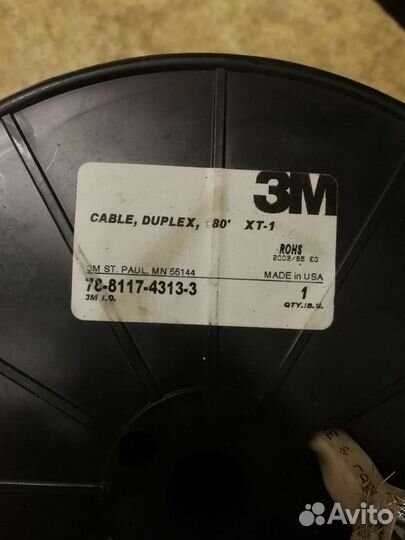 3M
CABLE, DUPLEX, 80' XT-1
ROHS
2002/95 EG
3M ST. PAUL, MN 55144
MADE IN USA
78-8117-4313-3
1
3M I.Q.
QTY./B.U.
Avito